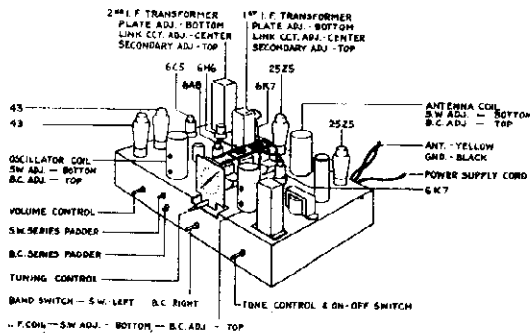 2ND I.F. TRANSFORMER
PLATE ADJ. - BOTTOM
LINK CCT. ADJ. - CENTER
SECONDARY ADJ - TOP
1ST I.F. TRANSFORMER
PLATE ADJ. - BOTTOM
LINK CCT. ADJ. - CENTER
SECONDARY ADJ - TOP
6C5
6H6
6A8
6K7
25Z5
43
43
25Z5
ANTENNA COIL
S.W. ADJ. - BOTTOM
B.C. ADJ. - TOP
ANT. - YELLOW
GND. - BLACK
POWER SUPPLY CORD
6K7
OSCILLATOR COIL
S.W. ADJ. - BOTTOM
B.C. ADJ. - TOP
VOLUME CONTROL
S.W. SERIES PADDER
B.C. SERIES PADDER
TUNING CONTROL
BAND SWITCH - S.W. - LEFT B.C. RIGHT
TONE CONTROL & ON-OFF SWITCH
F. COIL - S.W. ADJ. - BOTTOM - B.C. ADJ - TOP